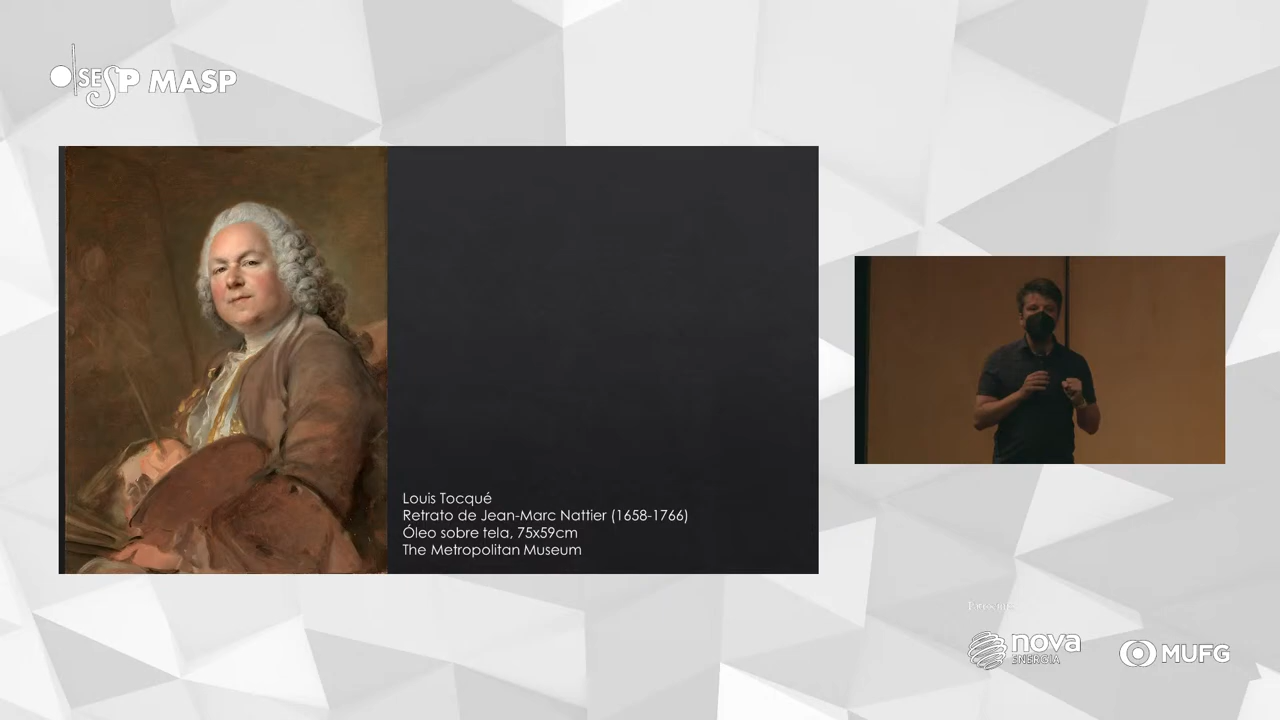 OSESP MASP
Louis Tocqué
Retrato de Jean-Marc Nattier (1658-1766)
Óleo sobre tela, 75x59cm
The Metropolitan Museum
nova
ENERGIA
MUFG